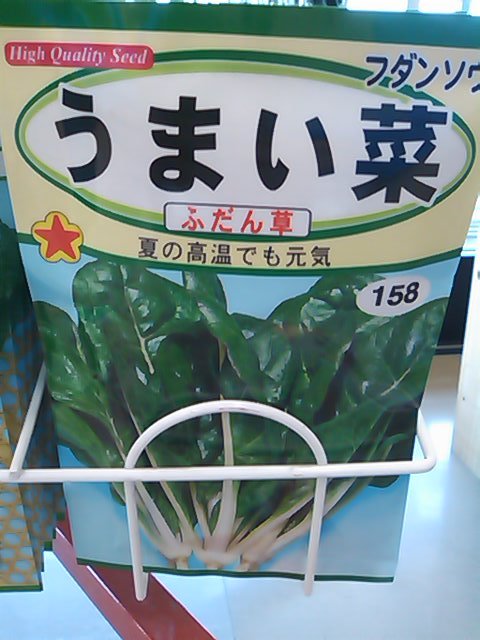 High Quality Seed
フダンソウ
うまい菜
ふだん草
夏の高温でも元気
158